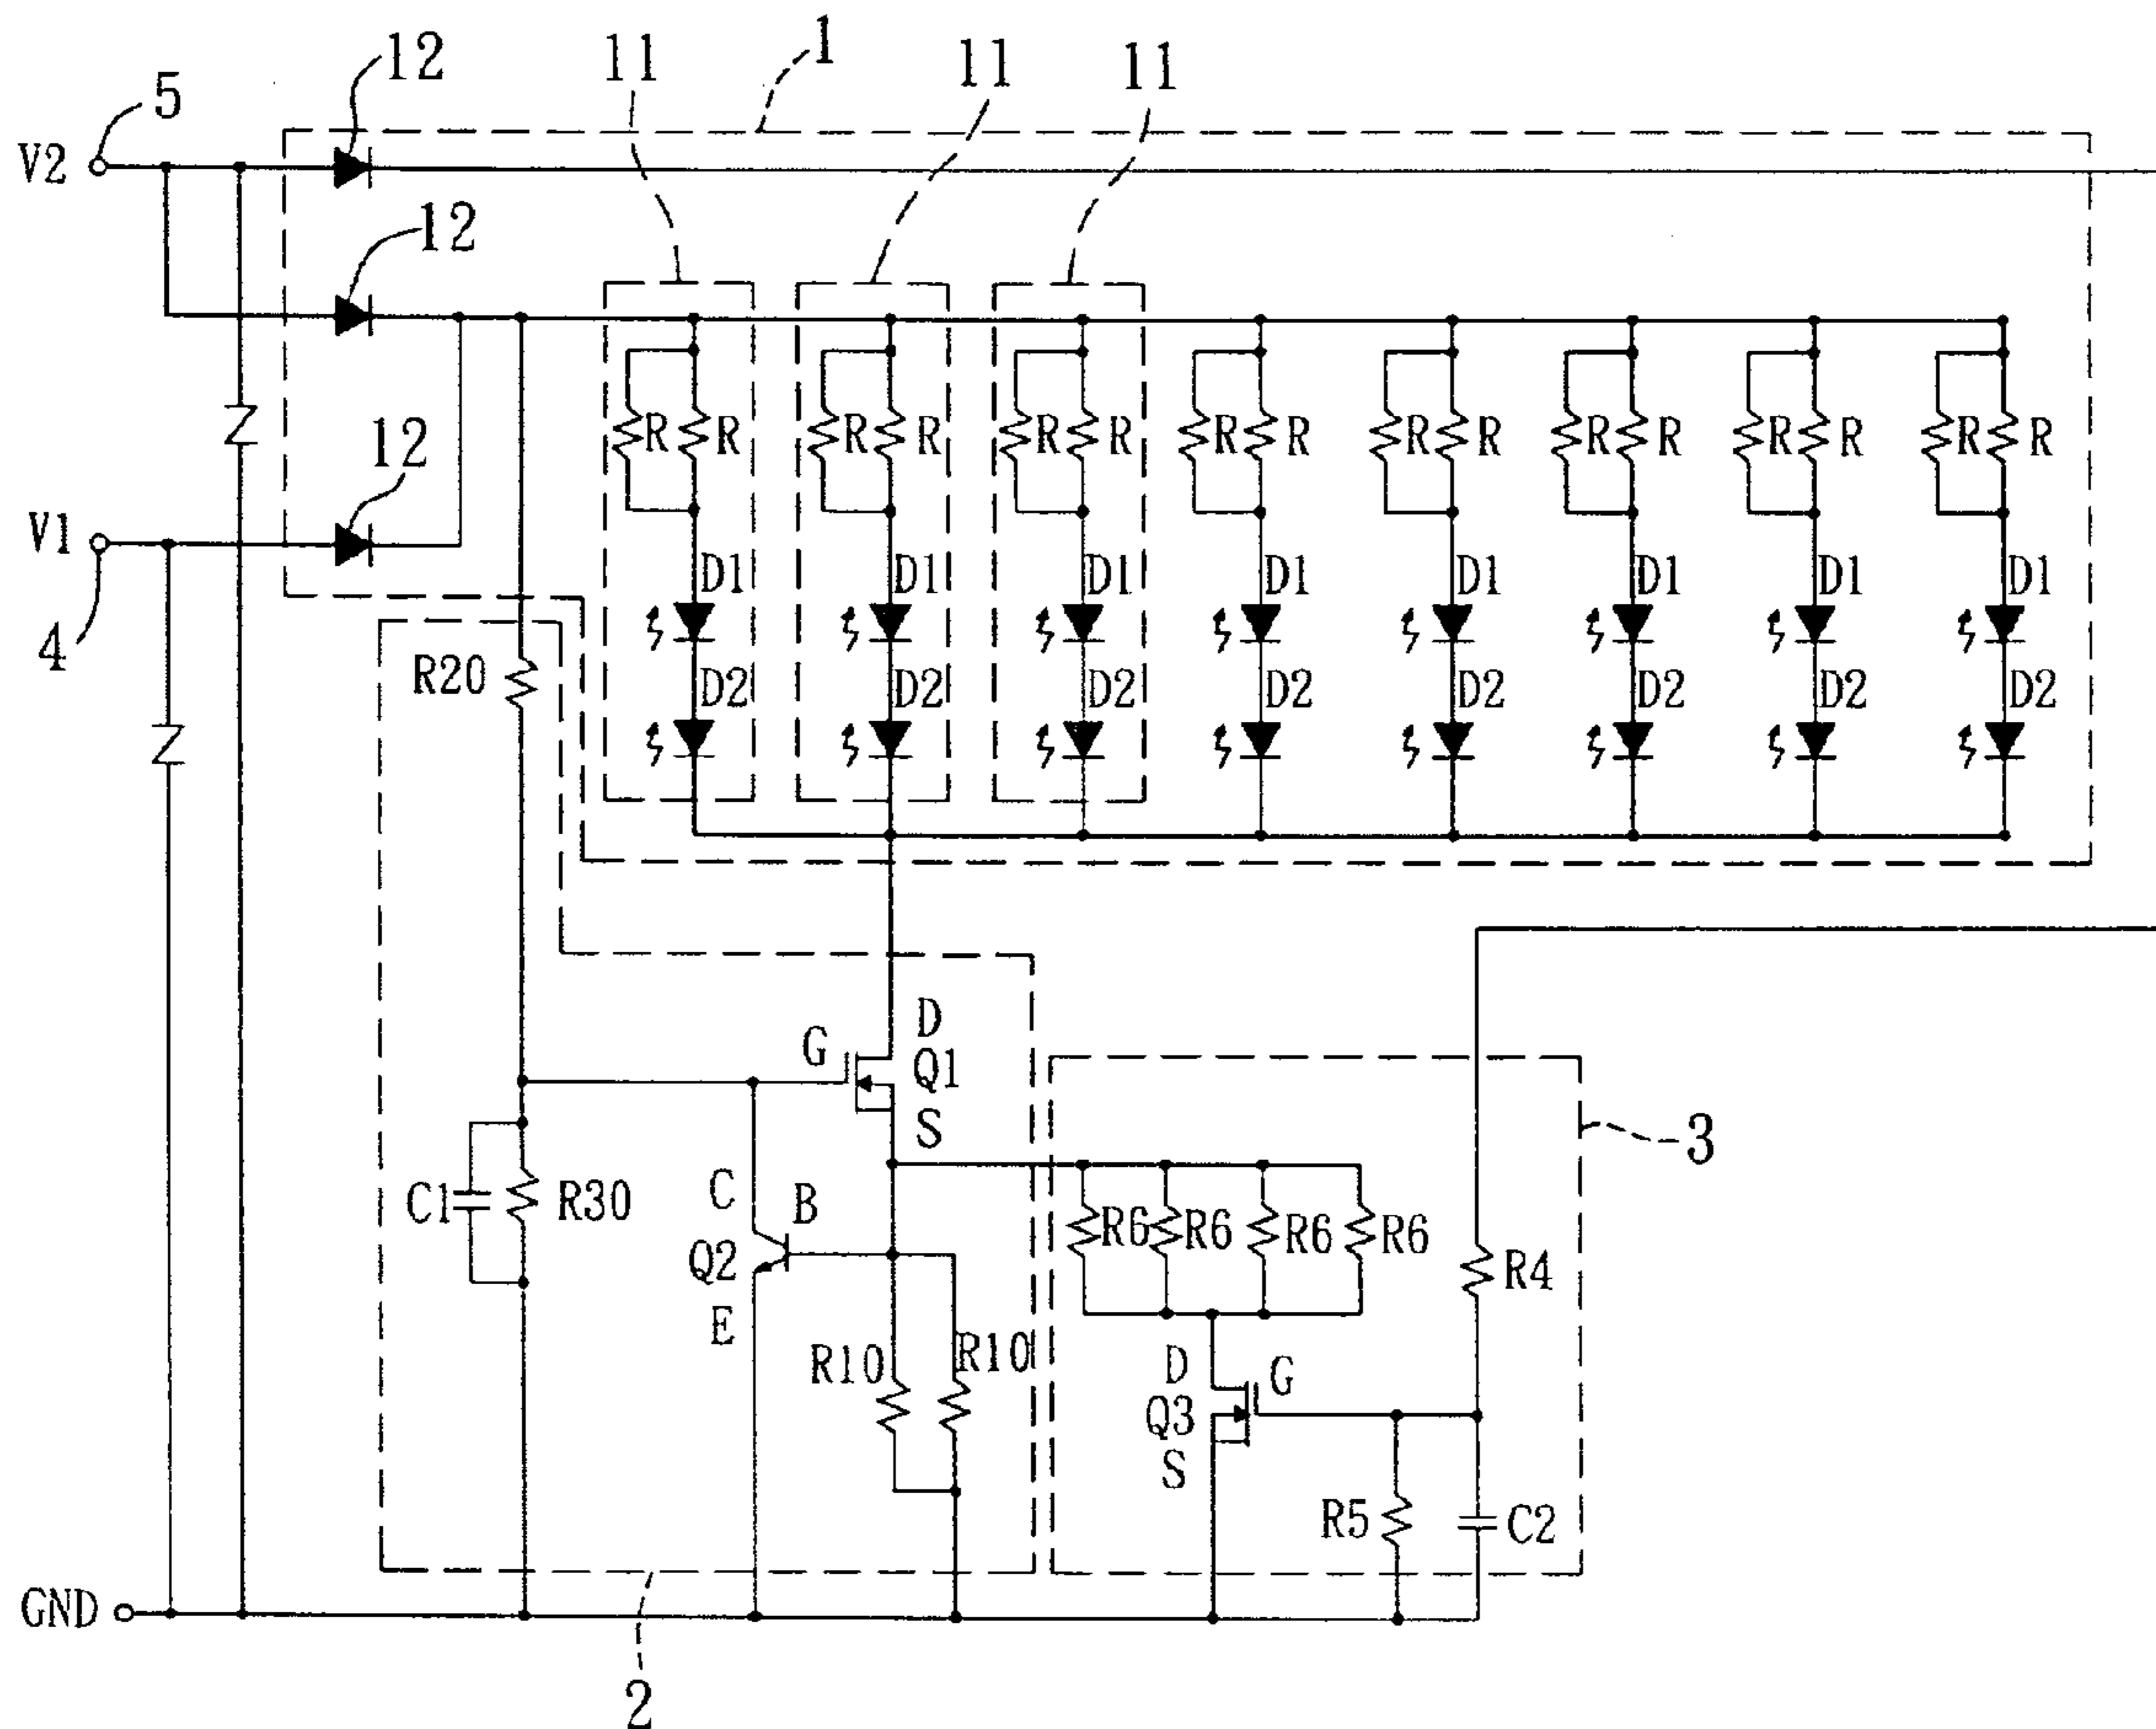 12
1
11
11
11
5
V2
12
12
V1
4
R R
R R
R R
R R
R R
R R
R R
R R
D1 D1 D1 D1 D1 D1 D1 D1
R20
D2 D2 D2 D2 D2 D2 D2 D2
D
G
Q1
S
3
C1
R30
C
B
Q2
E
R6 R6 R6 R6
R4
R10 R10
D
G
Q3
S
R5
C2
GND
2